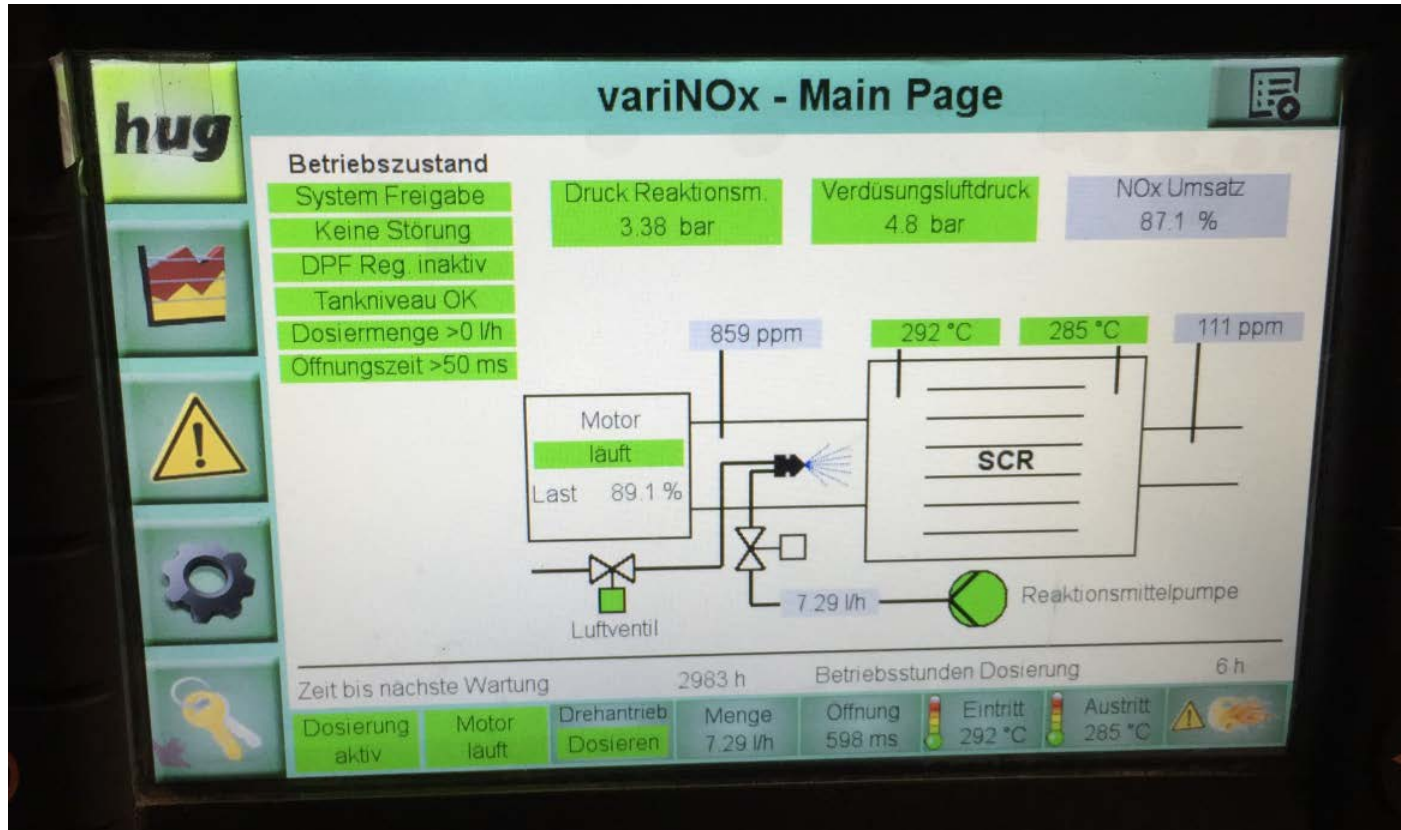 hug
variNOx - Main Page
Betriebszustand
System Freigabe
Keine Störung
DPF Reg. inaktiv
Tankniveau OK
Dosiermenge >0 l/h
Öffnungszeit >50 ms
Druck Reaktionsm.
3.38 bar
Verdüsungsluftdruck
4.8 bar
NOx Umsatz
87.1 %
859 ppm
292 °C
285 °C
111 ppm
Motor
läuft
Last 89.1 %
SCR
Luftventil
7.29 l/h
Reaktionsmittelpumpe
Zeit bis nächste Wartung 2983 h Betriebsstunden Dosierung 6 h
Dosierung
aktiv
Motor
läuft
Drehantrieb
Dosieren
Menge
7.29 l/h
Öffnung
598 ms
Eintritt
292 °C
Austritt
285 °C